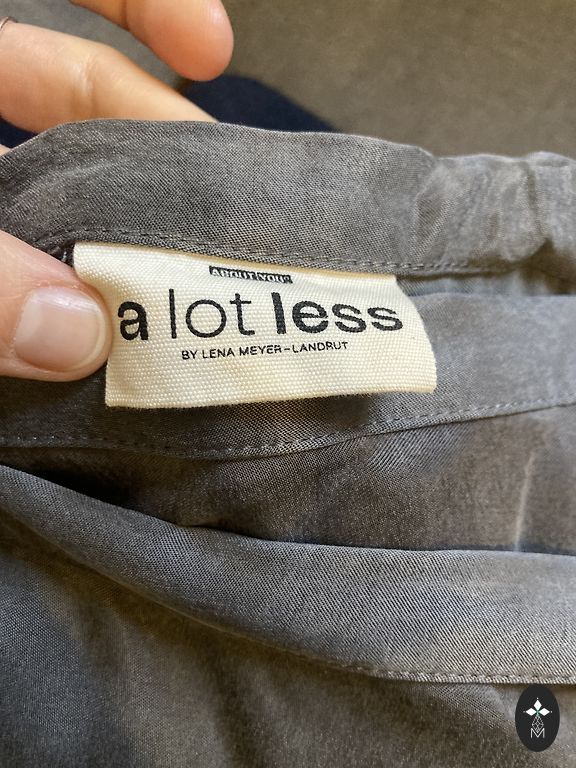 ABOUT YOU°
a lot less
BY LENA MEYER-LANDRUT
M